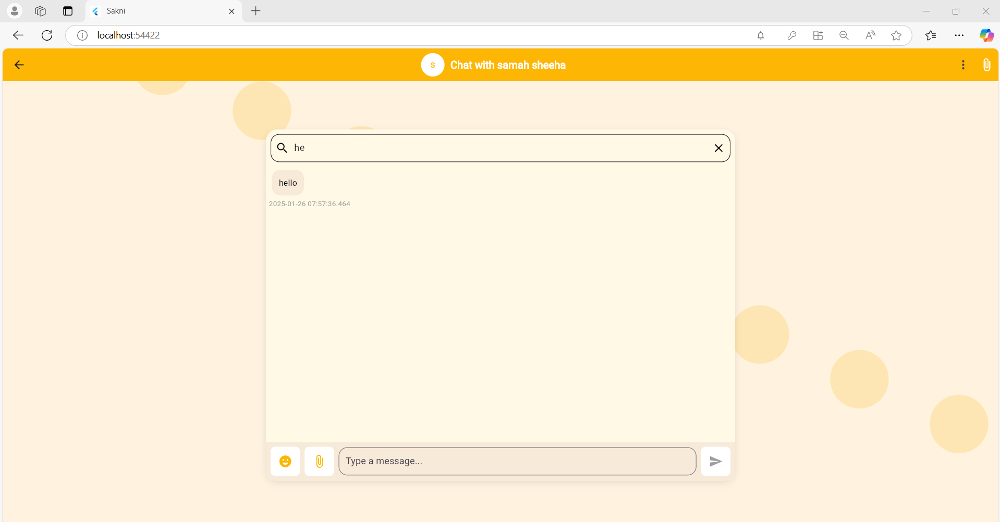 Sakni
localhost:54422
S
Chat with samah sheeha
he
hello
2025-01-26 07:57:36.464
Type a message...